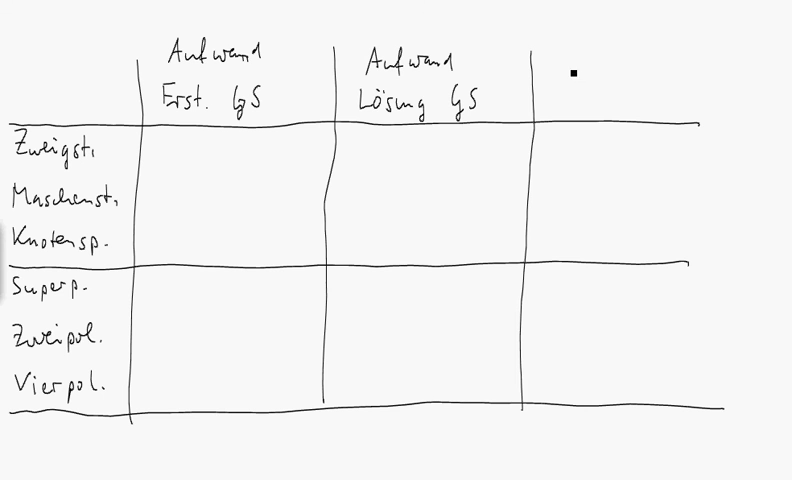 Aufwand
Erst. GS
Aufwand
Lösung GS
Zweigst.
Maschenst.
Knotensp.
Superp.
Zweipol.
Vierpol.